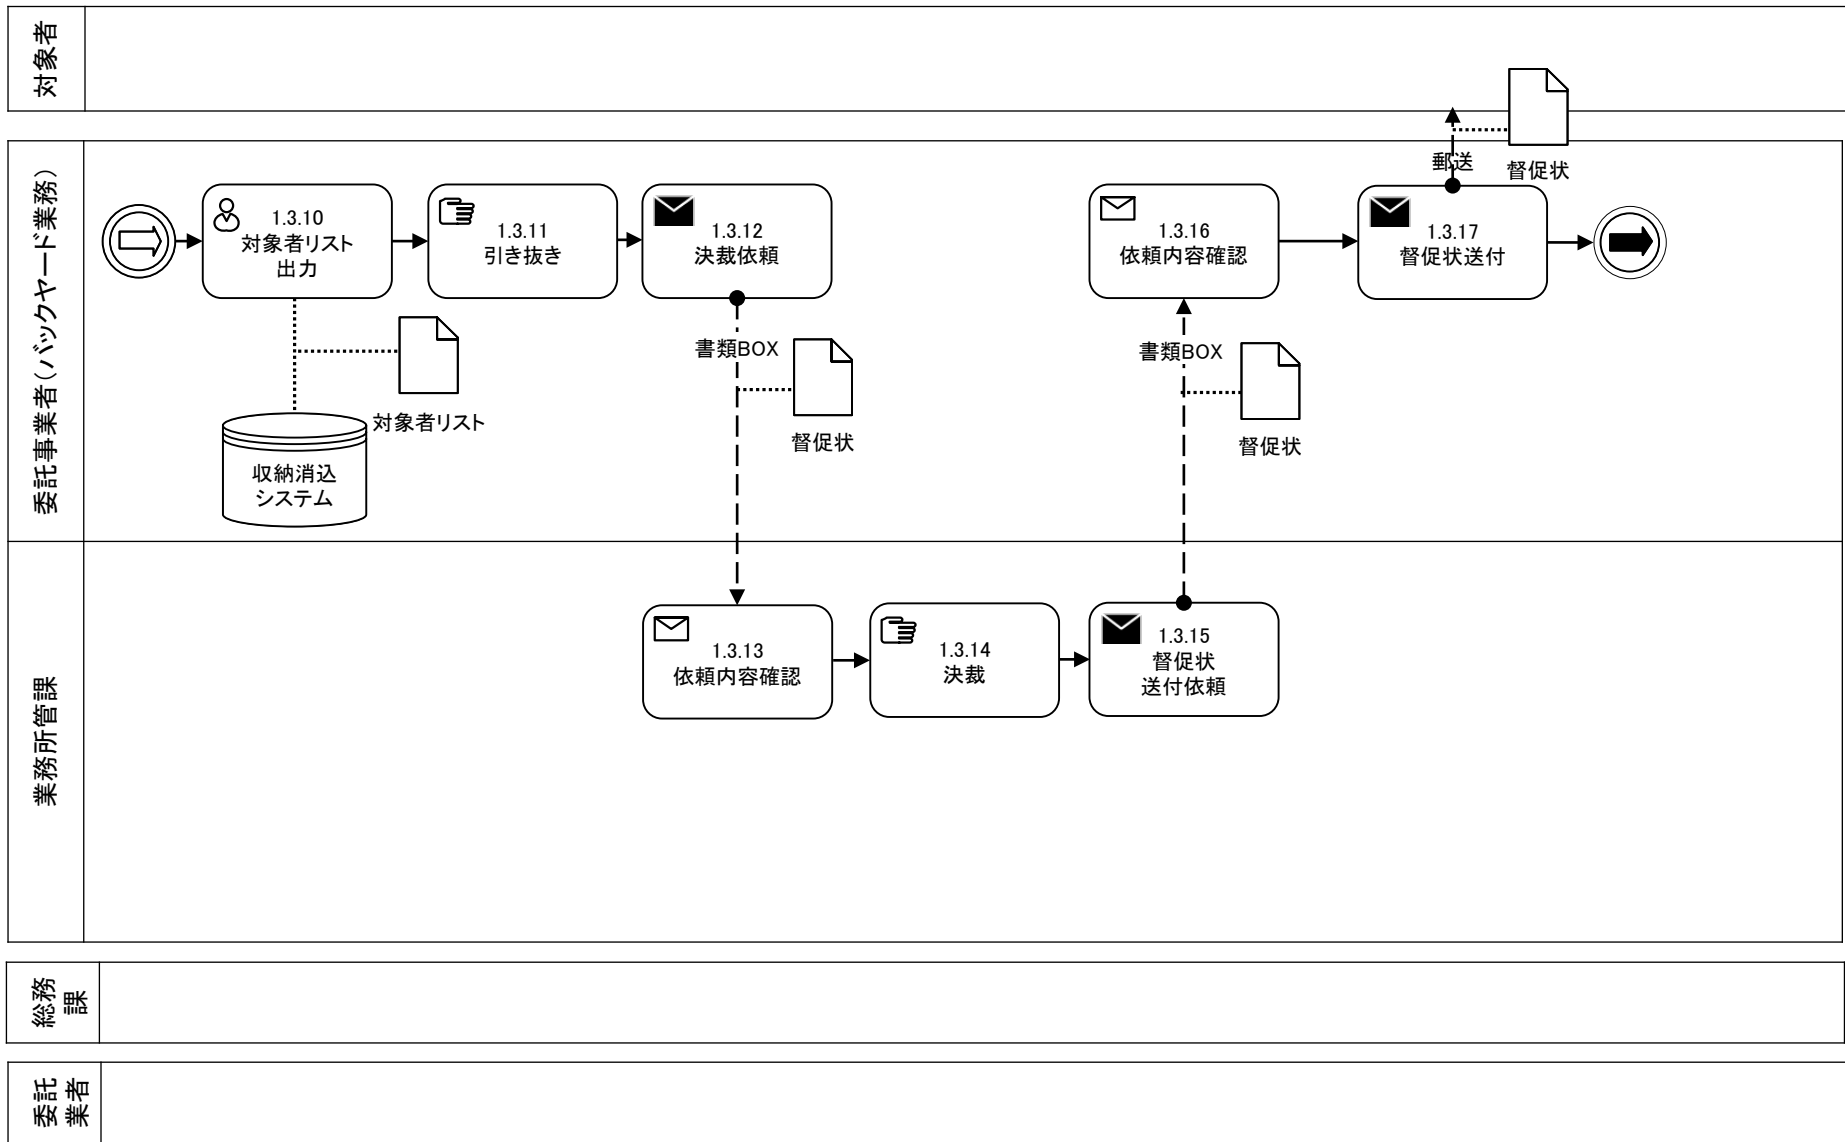 対象者
委託事業者（バックヤード業務）
1.3.10
対象者リスト
出力
1.3.11
引き抜き
1.3.12
決裁依頼
1.3.16
依頼内容確認
1.3.17
督促状送付
郵送
督促状
対象者リスト
収納消込
システム
書類BOX
督促状
書類BOX
督促状
業務所管課
1.3.13
依頼内容確認
1.3.14
決裁
1.3.15
督促状
送付依頼
総務
課
委託
業者